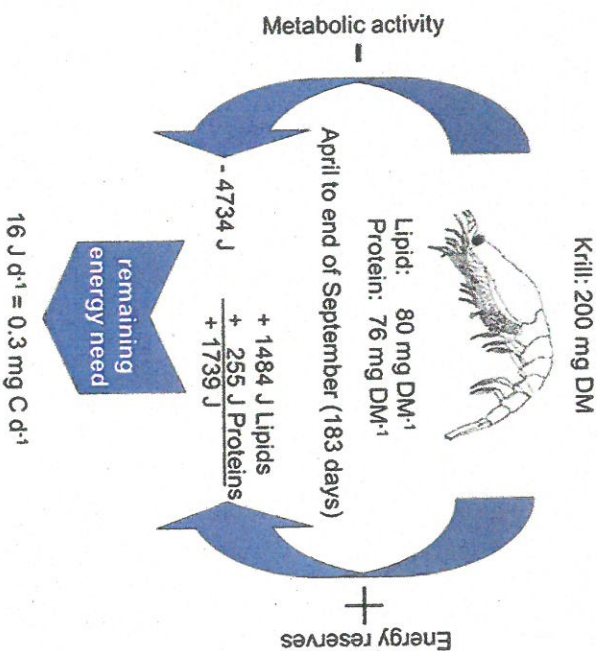 Krill: 200 mg DM
Metabolic activity
-
Lipid: 80 mg DM⁻¹
Protein: 76 mg DM⁻¹
April to end of September (183 days)
+
Energy reserves
- 4734 J
+ 1484 J Lipids
+ 255 J Proteins
+ 1739 J
remaining
energy need
16 J d⁻¹ = 0.3 mg C d⁻¹